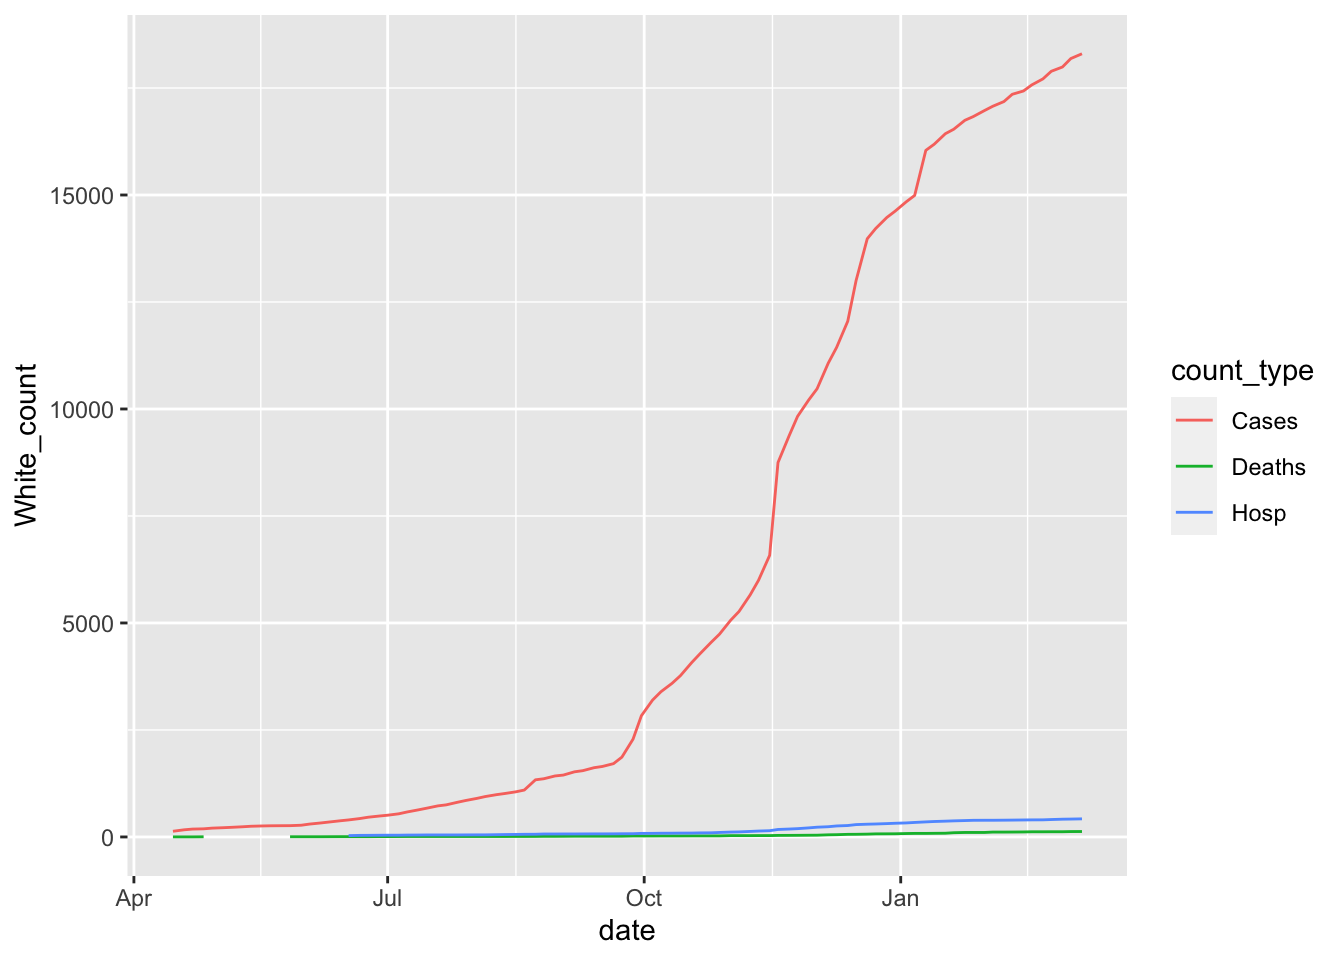 White_count
15000
10000
5000
0
Apr
Jul
Oct
Jan
date
count_type
Cases
Deaths
Hosp